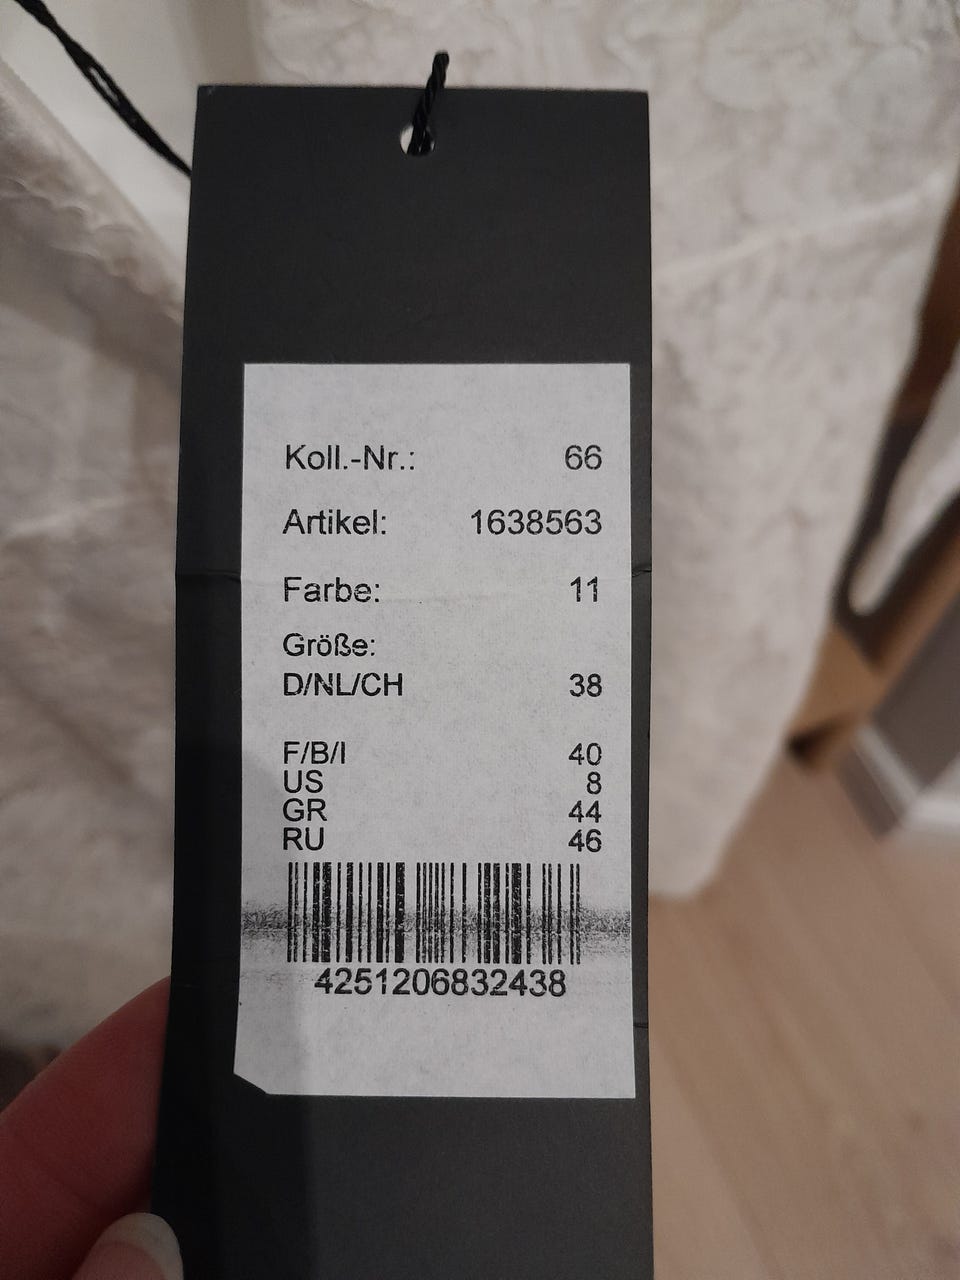 Koll.-Nr.: 66
Artikel: 1638563
Farbe: 11
Größe:
D/NL/CH 38
F/B/I 40
US 8
GR 44
RU 46
4251206832438